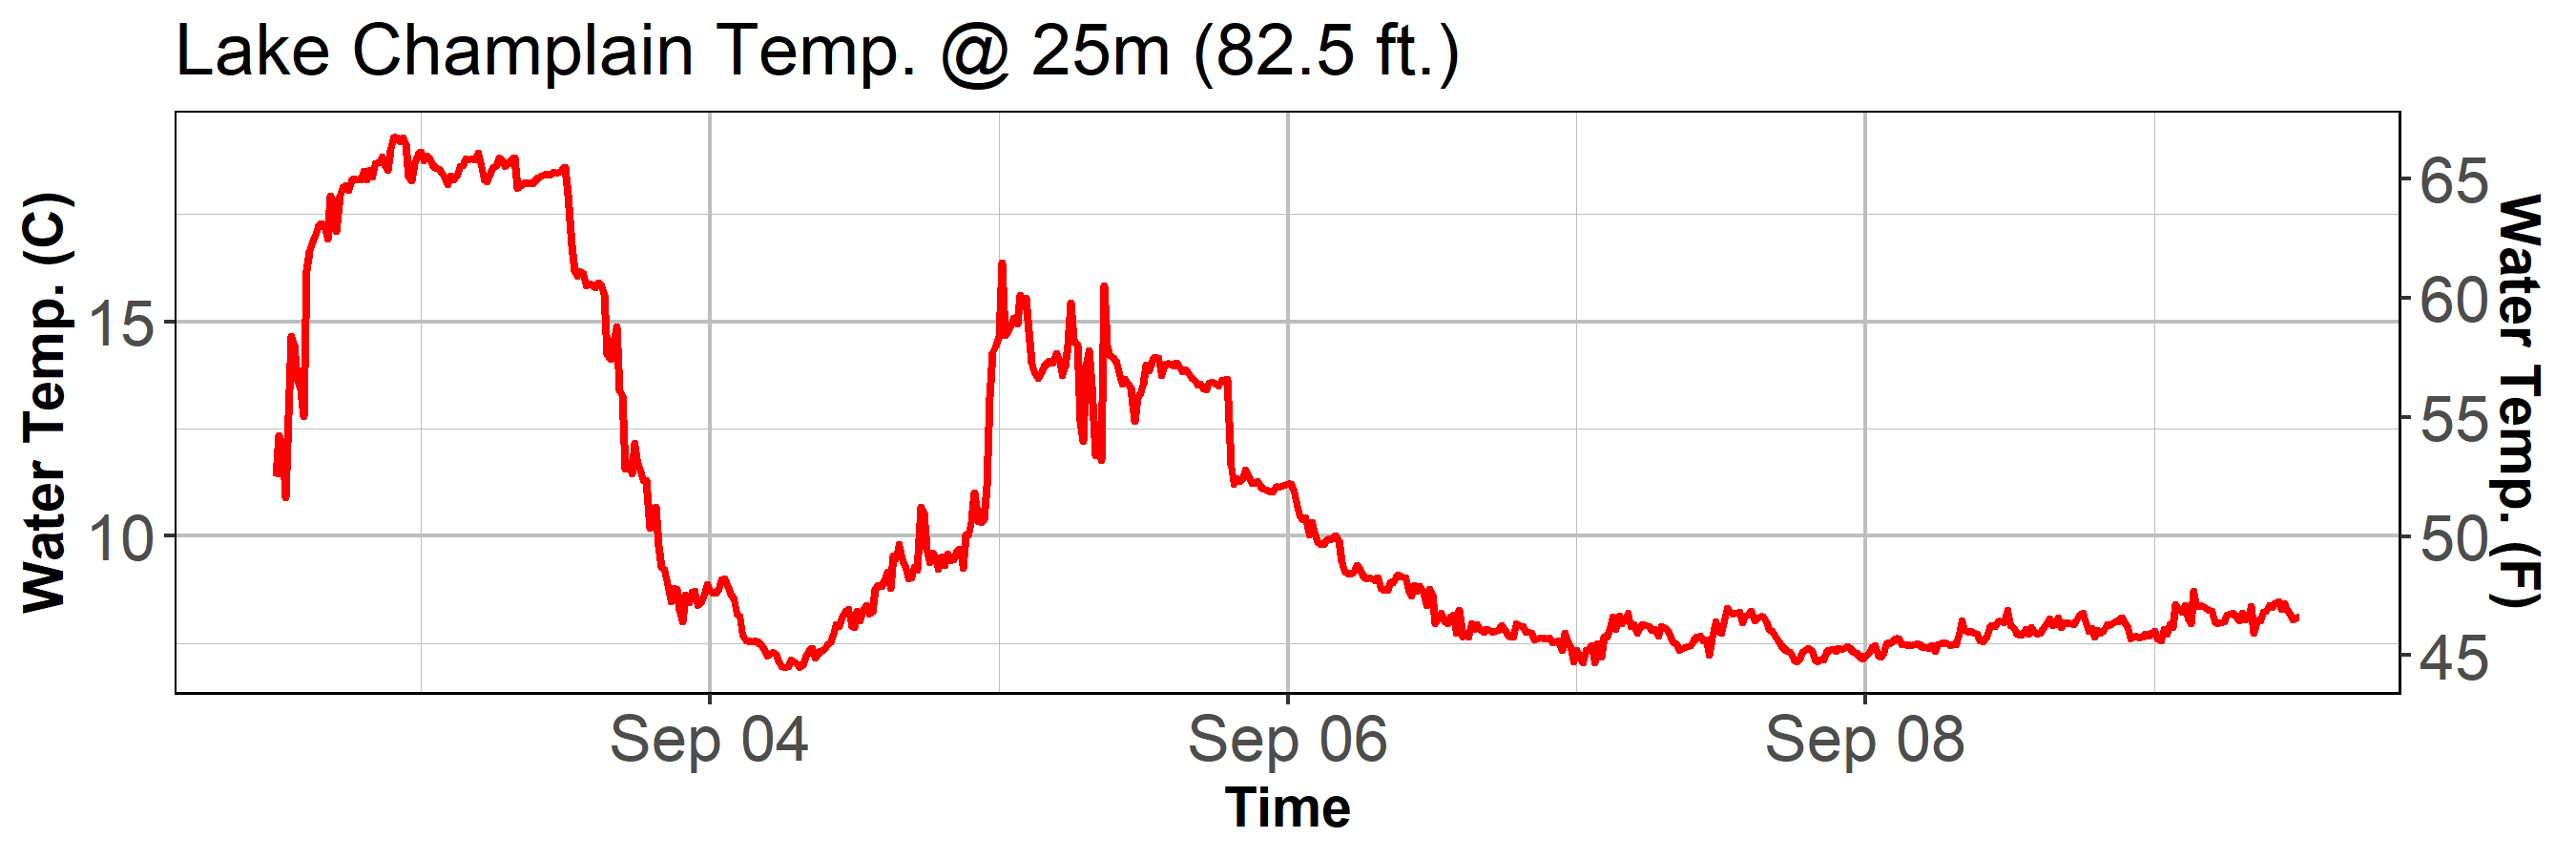 Lake Champlain Temp. @ 25m (82.5 ft.)
Water Temp. (C)
15
10
65
60
55
50
45
Water Temp. (F)
Sep 04
Sep 06
Sep 08
Time